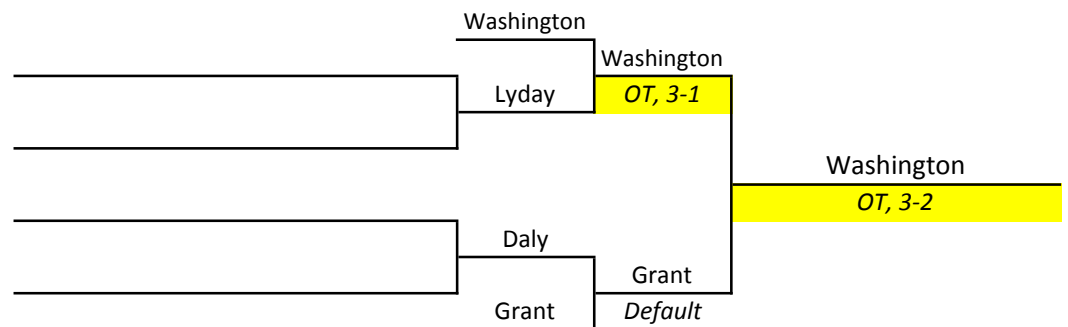 Washington
Washington
Lyday
OT, 3-1
Washington
OT, 3-2
Daly
Grant
Grant
Default